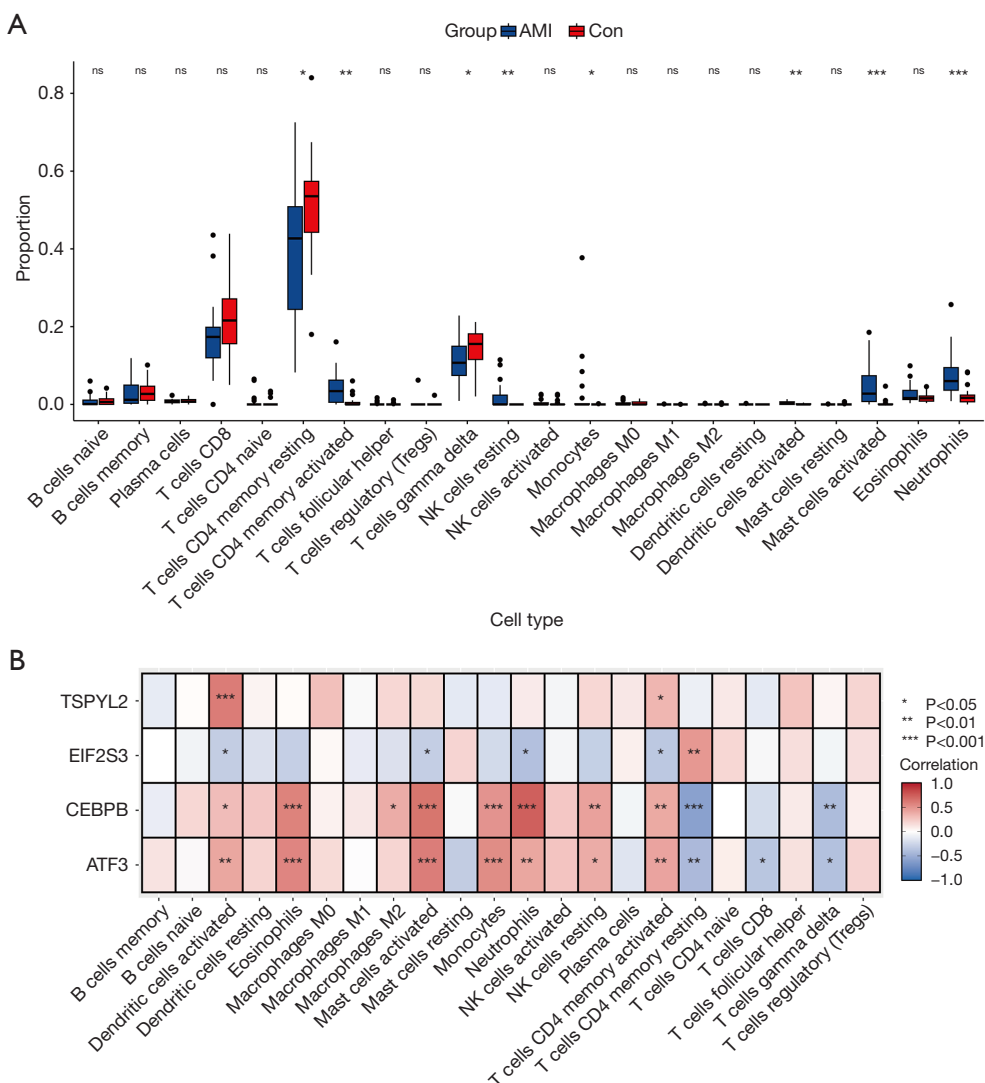 A
Group AMI Con
ns ns ns ns ns * ** ns ns * ** ns * ns ns ns ns ** ns *** ns ***
Proportion
0.8
0.6
0.4
0.2
0.0
B cells naive
B cells memory
Plasma cells
T cells CD8
T cells CD4 naive
T cells CD4 memory resting
T cells CD4 memory activated
T cells follicular helper
T cells regulatory (Tregs)
T cells gamma delta
NK cells resting
NK cells activated
Monocytes
Macrophages M0
Macrophages M1
Macrophages M2
Dendritic cells resting
Dendritic cells activated
Mast cells resting
Mast cells activated
Eosinophils
Neutrophils
Cell type
B
TSPYL2 *** *
EIF2S3 * * * * **
CEBPB * *** * *** *** *** ** ** *** **
ATF3 ** *** *** *** ** * ** ** * *
* P<0.05
** P<0.01
*** P<0.001
Correlation
1.0
0.5
0.0
−0.5
−1.0
B cells memory
B cells naive
Dendritic cells activated
Dendritic cells resting
Eosinophils
Macrophages M0
Macrophages M1
Macrophages M2
Mast cells activated
Mast cells resting
Monocytes
Neutrophils
NK cells activated
NK cells resting
Plasma cells
T cells CD4 memory activated
T cells CD4 memory resting
T cells CD4 naive
T cells CD8
T cells follicular helper
T cells gamma delta
T cells regulatory (Tregs)